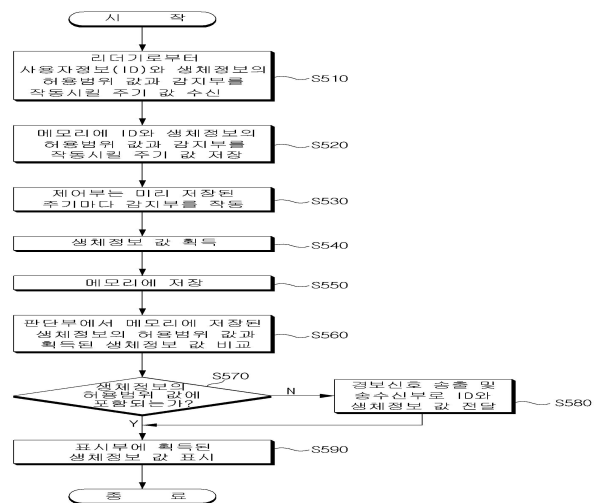 시 작
리더기로부터
사용자정보(ID)와 생체정보의
허용범위 값과 감지부를
작동시킬 주기 값 수신
S510
메모리에 ID와 생체정보의
허용범위 값과 감지부를
작동시킬 주기 값 저장
S520
제어부는 미리 저장된
주기마다 감지부를 작동
S530
생체정보 값 획득
S540
메모리에 저장
S550
판단부에서 메모리에 저장된
생체정보의 허용범위 값과
획득된 생체정보 값 비교
S560
S570
생체정보의
허용범위 값에
포함되는가?
N
경보신호 송출 및
송수신부로 ID와
생체정보 값 전달
S580
Y
표시부에 획득된
생체정보 값 표시
S590
종 료